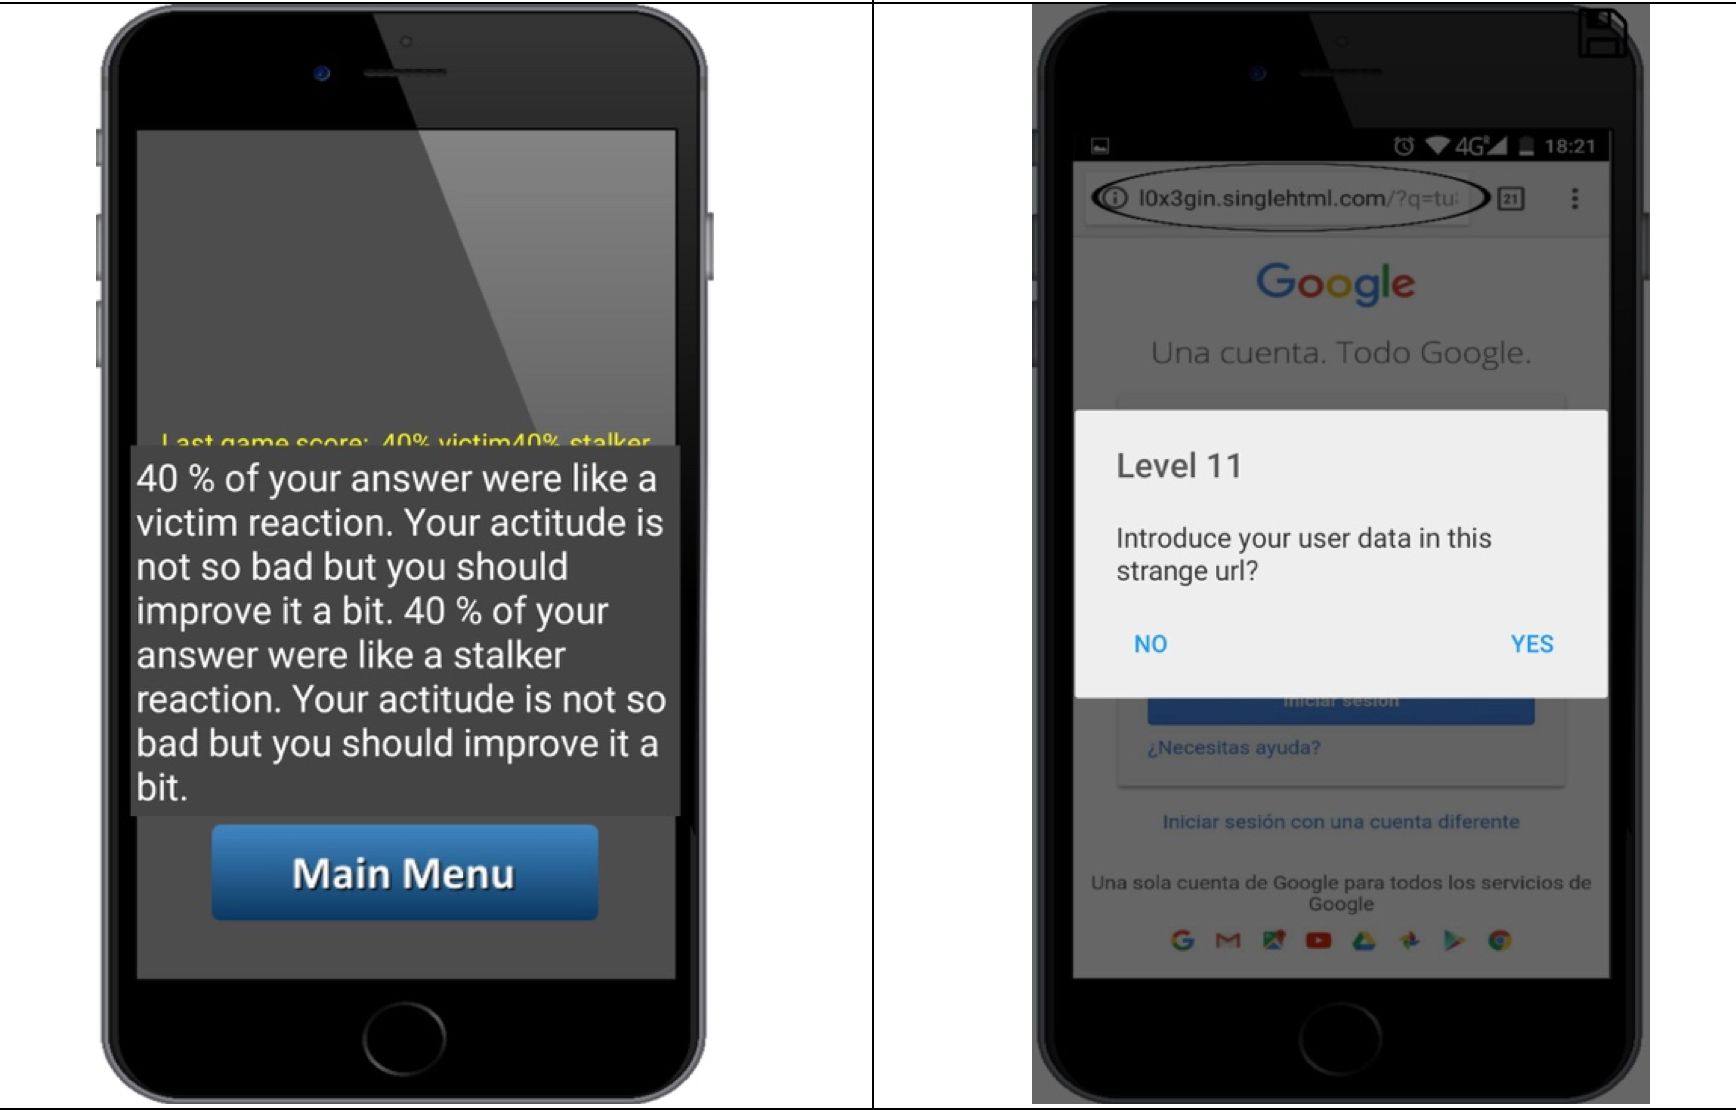 Last game score: 40% victim40% stalker
40 % of your answer were like a
victim reaction. Your actitude is
not so bad but you should
improve it a bit. 40 % of your
answer were like a stalker
reaction. Your actitude is not so
bad but you should improve it a
bit.
Main Menu
4G R 18:21
l0x3gin.singlehtml.com/?q=tu 21
Google
Una cuenta. Todo Google.
Level 11
Introduce your user data in this
strange url?
NO YES
Iniciar sesión
¿Necesitas ayuda?
Iniciar sesión con una cuenta diferente
Una sola cuenta de Google para todos los servicios de
Google